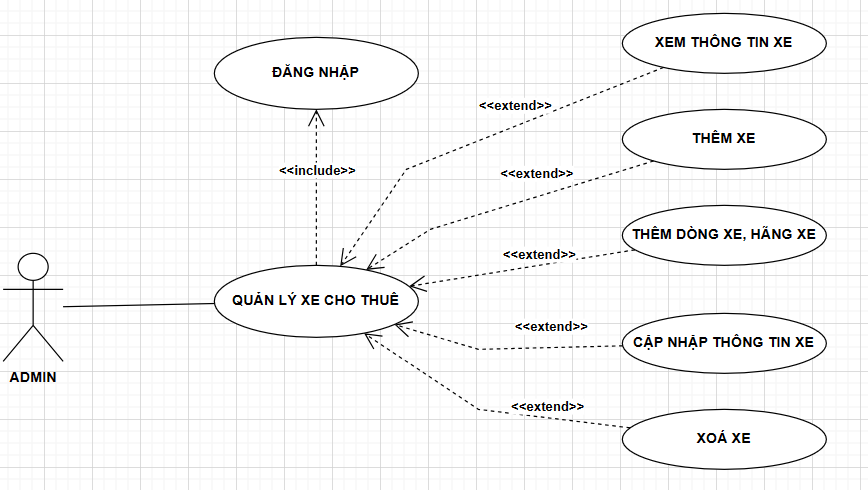 XEM THÔNG TIN XE
ĐĂNG NHẬP
<<extend>>
THÊM XE
<<include>>
<<extend>>
THÊM DÒNG XE, HÃNG XE
<<extend>>
QUẢN LÝ XE CHO THUÊ
<<extend>>
CẬP NHẬP THÔNG TIN XE
ADMIN
<<extend>>
XOÁ XE